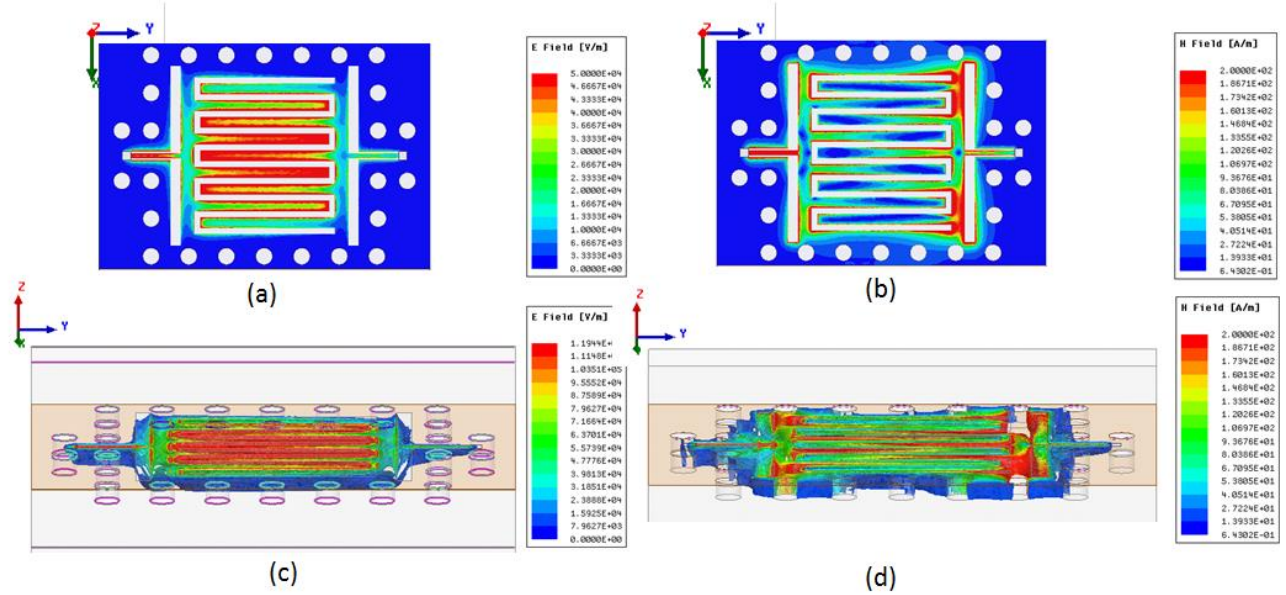 Z
Y
X
E Field [V/m]
5.0000E+04
4.6667E+04
4.3333E+04
4.0000E+04
3.6667E+04
3.3333E+04
3.0000E+04
2.6667E+04
2.3333E+04
2.0000E+04
1.6667E+04
1.3333E+04
1.0000E+04
6.6667E+03
3.3333E+03
0.0000E+00
(a)
Z
Y
X
H Field [A/m]
2.0000E+02
1.8671E+02
1.7342E+02
1.6013E+02
1.4684E+02
1.3355E+02
1.2026E+02
1.0697E+02
9.3676E+01
8.0386E+01
6.7095E+01
5.3805E+01
4.0514E+01
2.7224E+01
1.3933E+01
6.4302E-01
(b)
Z
Y
X
E Field [V/m]
1.1944E+
1.1148E+
1.0351E+05
9.5552E+04
8.7589E+04
7.9627E+04
7.1664E+04
6.3701E+04
5.5739E+04
4.7776E+04
3.9813E+04
3.1851E+04
2.3888E+04
1.5925E+04
7.9627E+03
0.0000E+00
(c)
Z
Y
X
H Field [A/m]
2.0000E+02
1.8671E+02
1.7342E+02
1.6013E+02
1.4684E+02
1.3355E+02
1.2026E+02
1.0697E+02
9.3676E+01
8.0386E+01
6.7095E+01
5.3805E+01
4.0514E+01
2.7224E+01
1.3933E+01
6.4302E-01
(d)